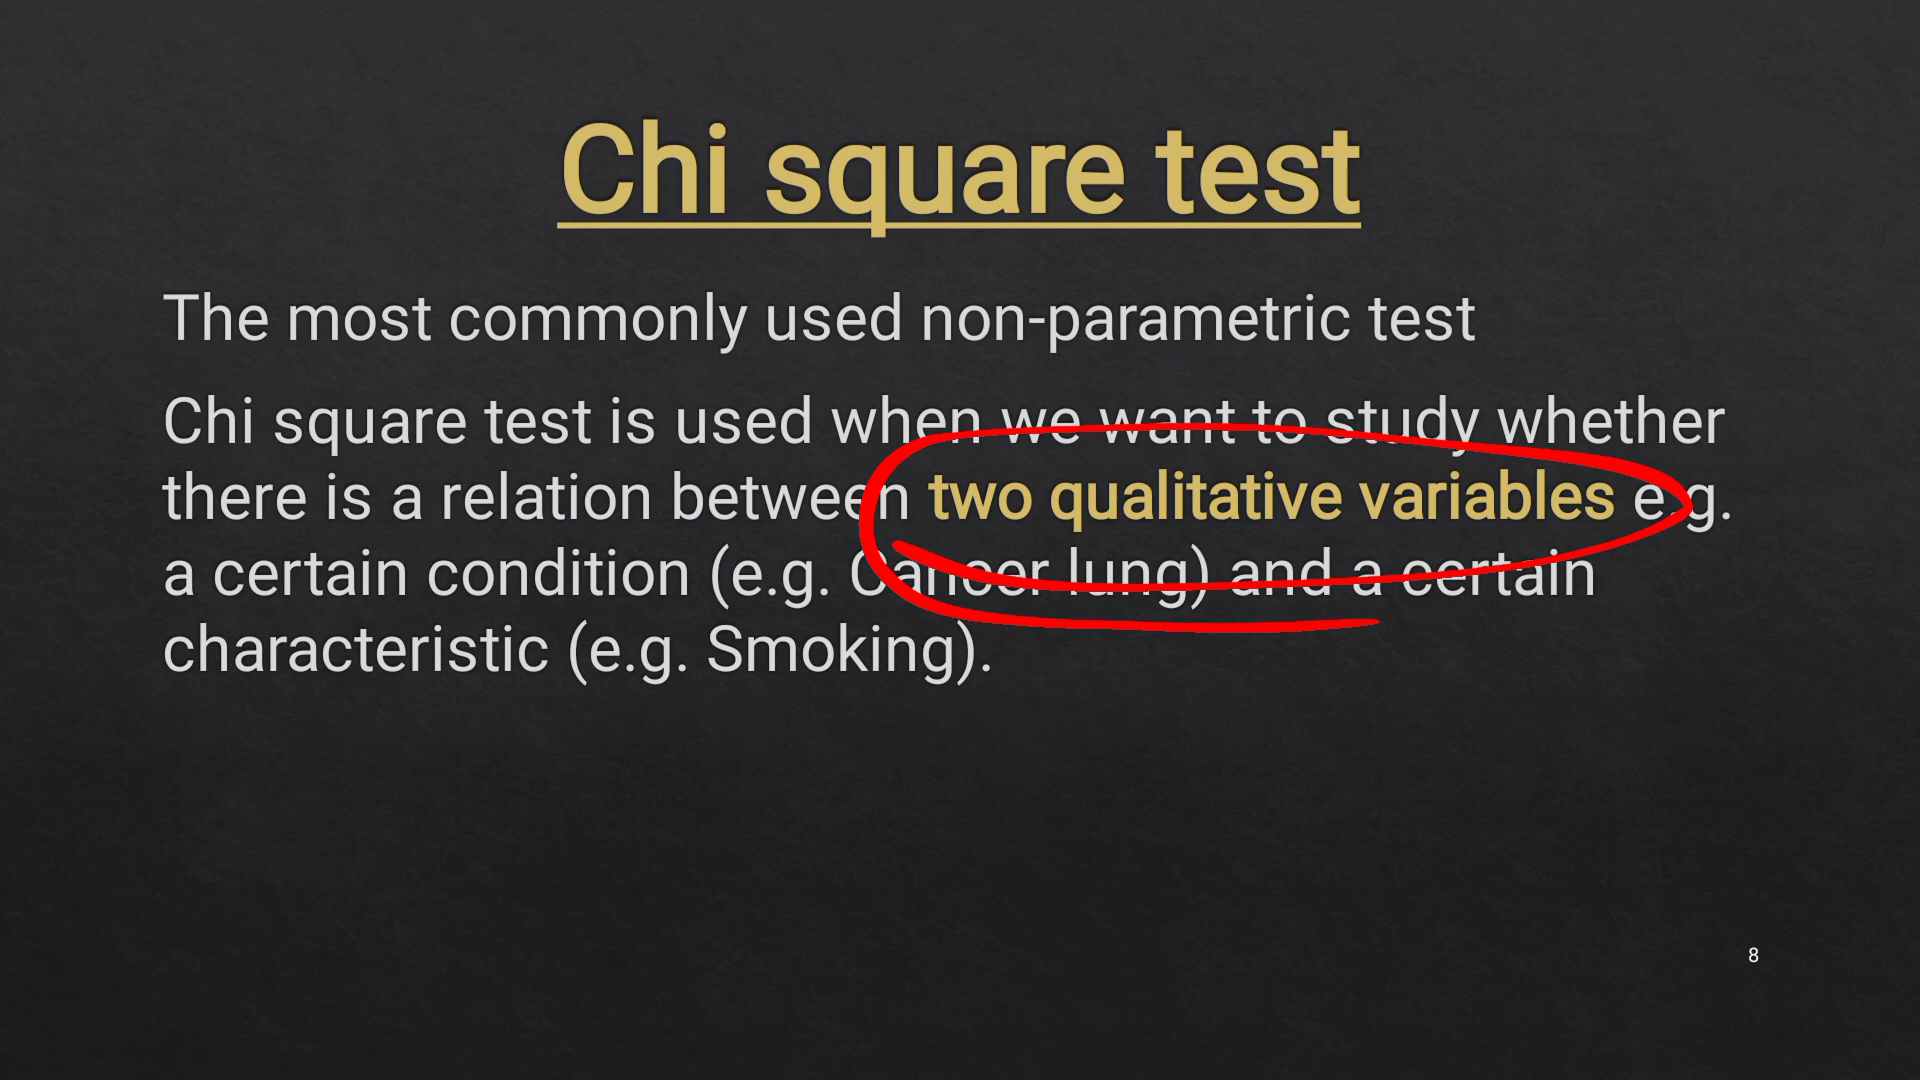 Chi square test
The most commonly used non-parametric test
Chi square test is used when we want to study whether
there is a relation between two qualitative variables e.g.
a certain condition (e.g. Cancer lung) and a certain
characteristic (e.g. Smoking).
8